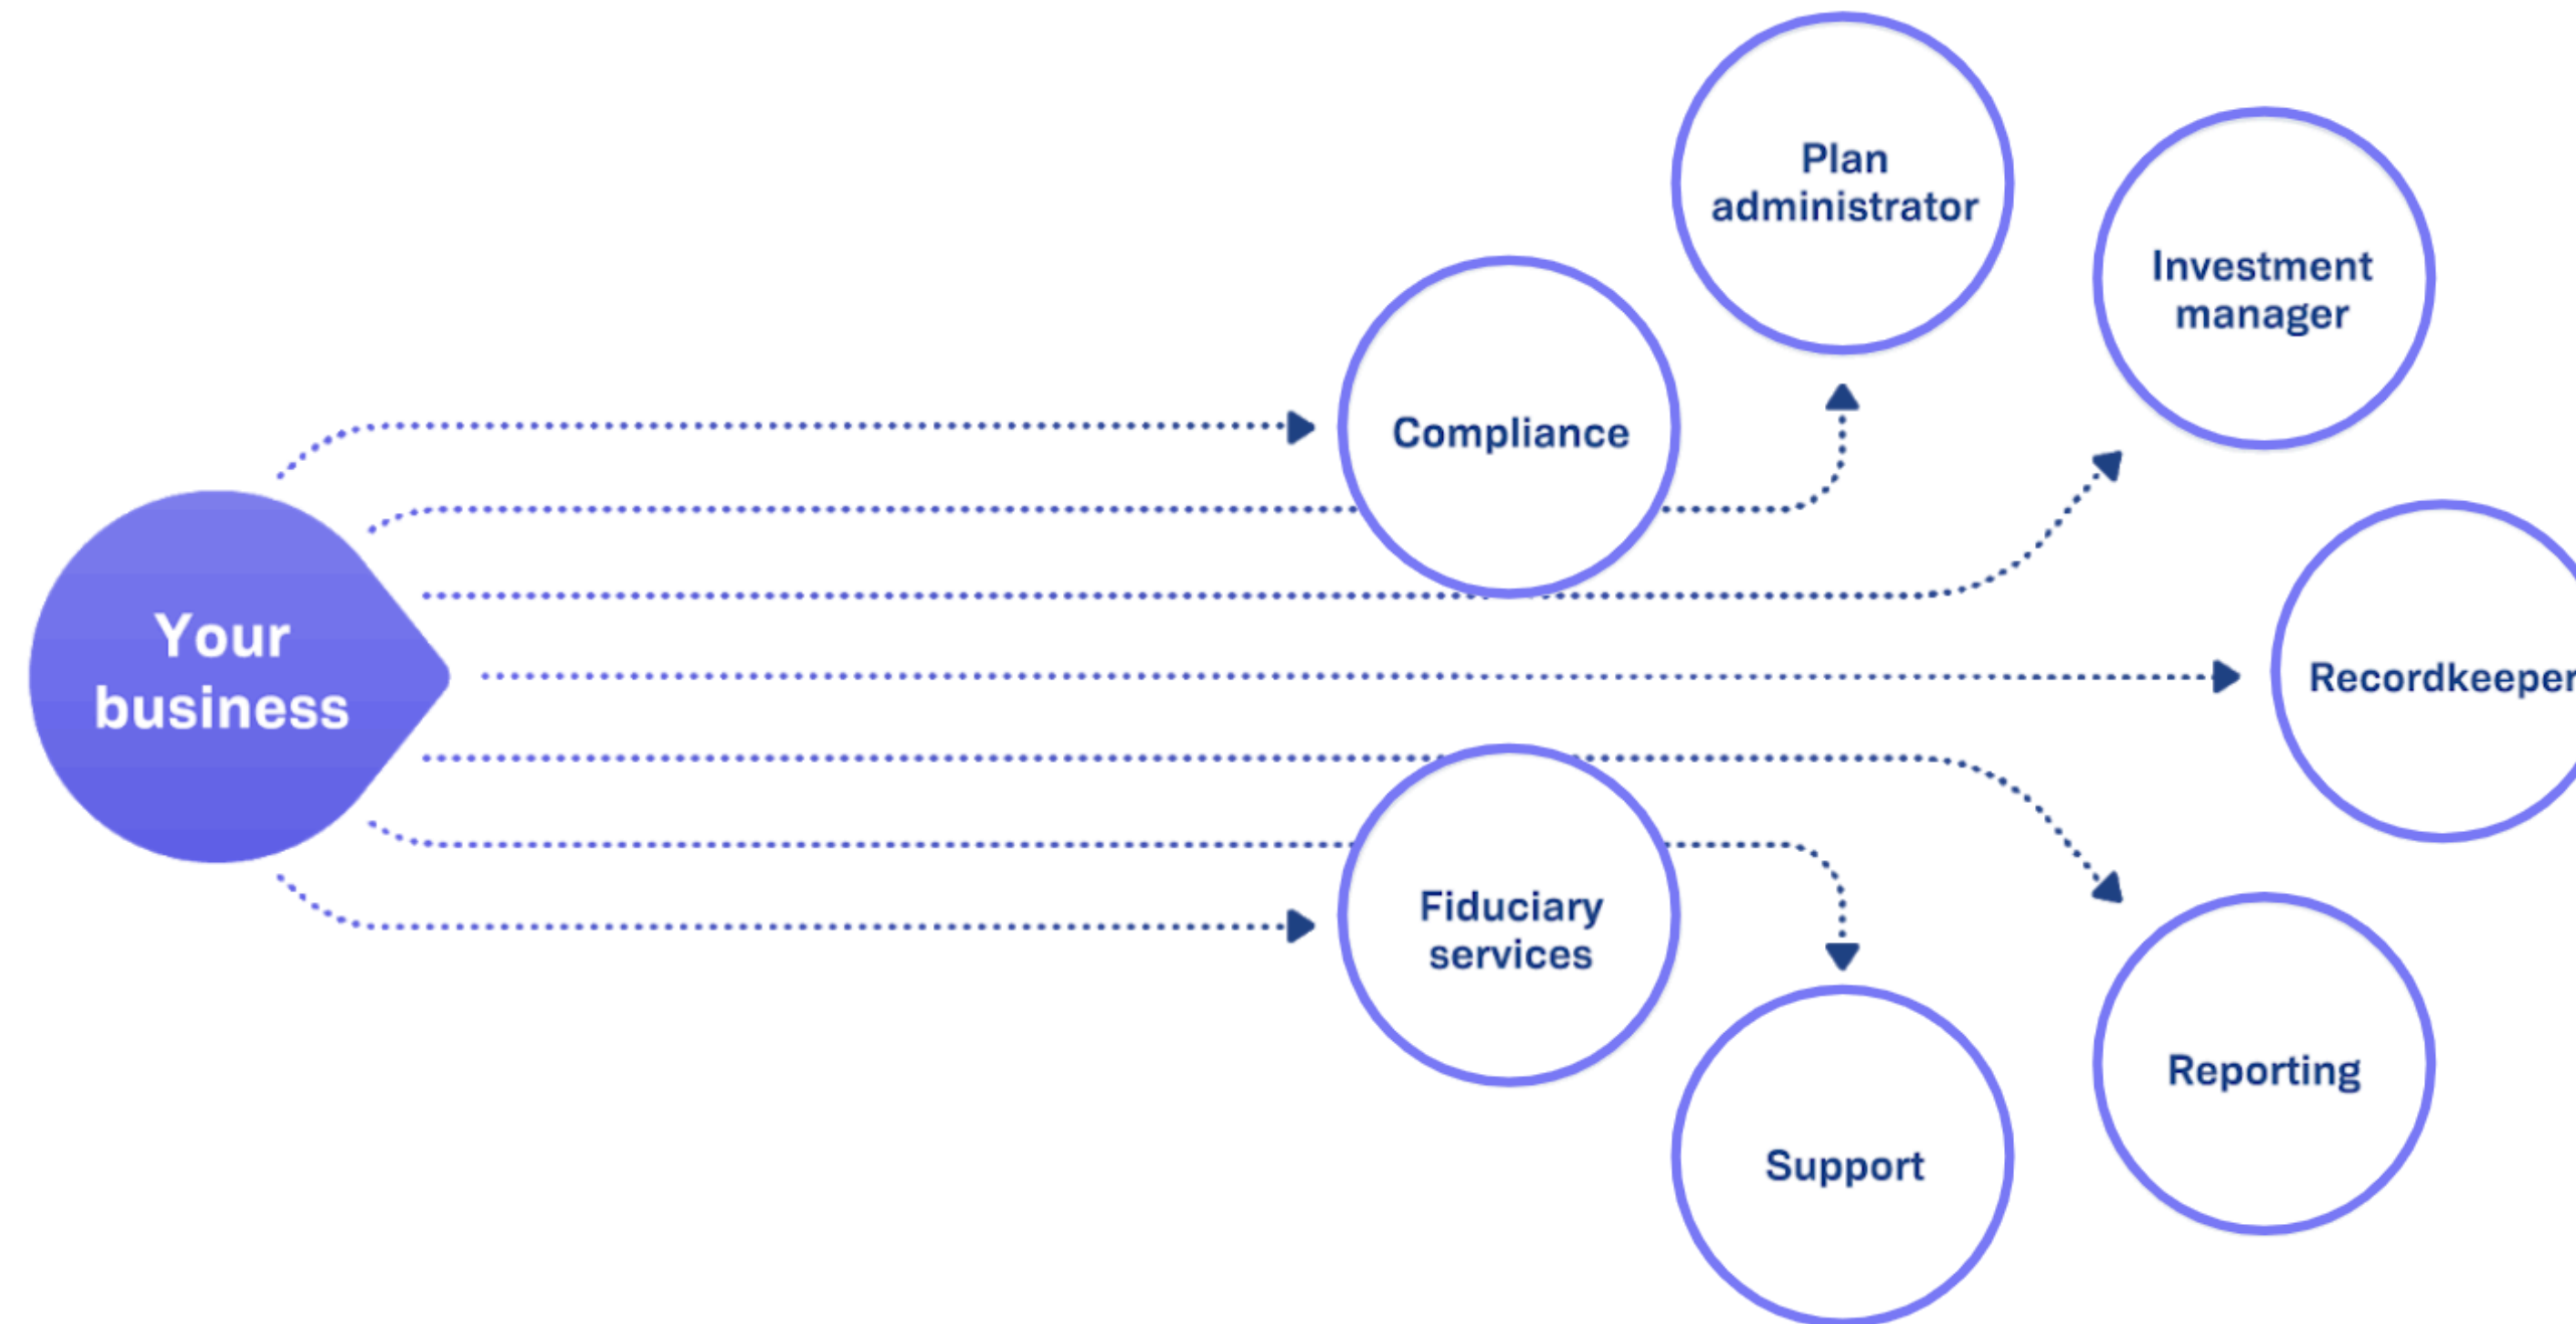 Plan
administrator
Investment
manager
Compliance
Your
business
Recordkeeper
Fiduciary
services
Reporting
Support